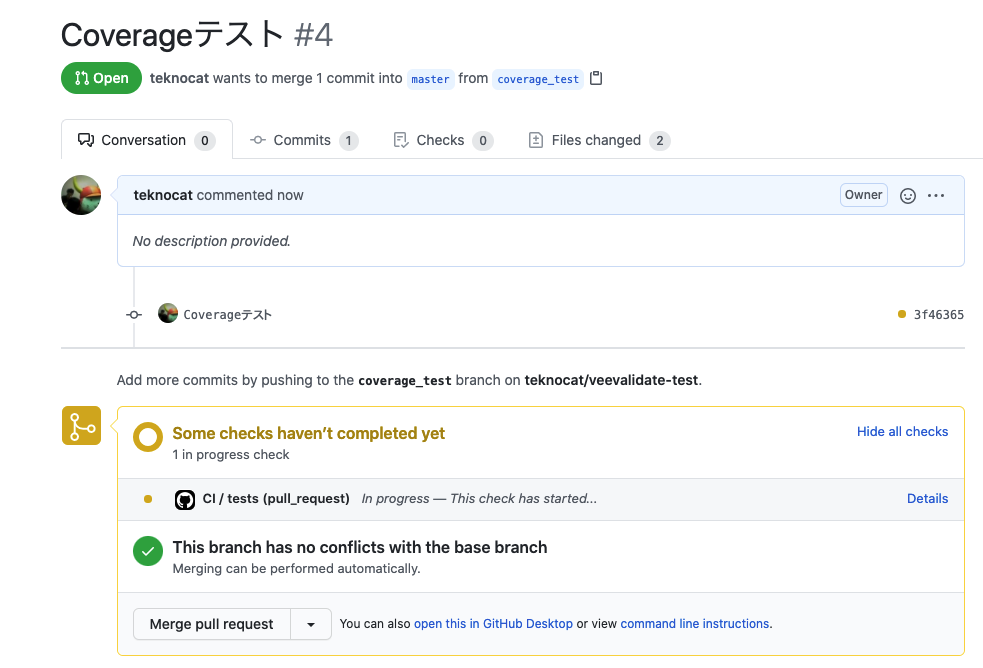 Coverageテスト #4
Open teknocat wants to merge 1 commit into master from coverage_test
Conversation 0 Commits 1 Checks 0 Files changed 2
teknocat commented now Owner
No description provided.
Coverageテスト 3f46365
Add more commits by pushing to the coverage_test branch on teknocat/veevalidate-test.
Some checks haven’t completed yet Hide all checks
1 in progress check
CI / tests (pull_request) In progress — This check has started... Details
This branch has no conflicts with the base branch
Merging can be performed automatically.
Merge pull request You can also open this in GitHub Desktop or view command line instructions.